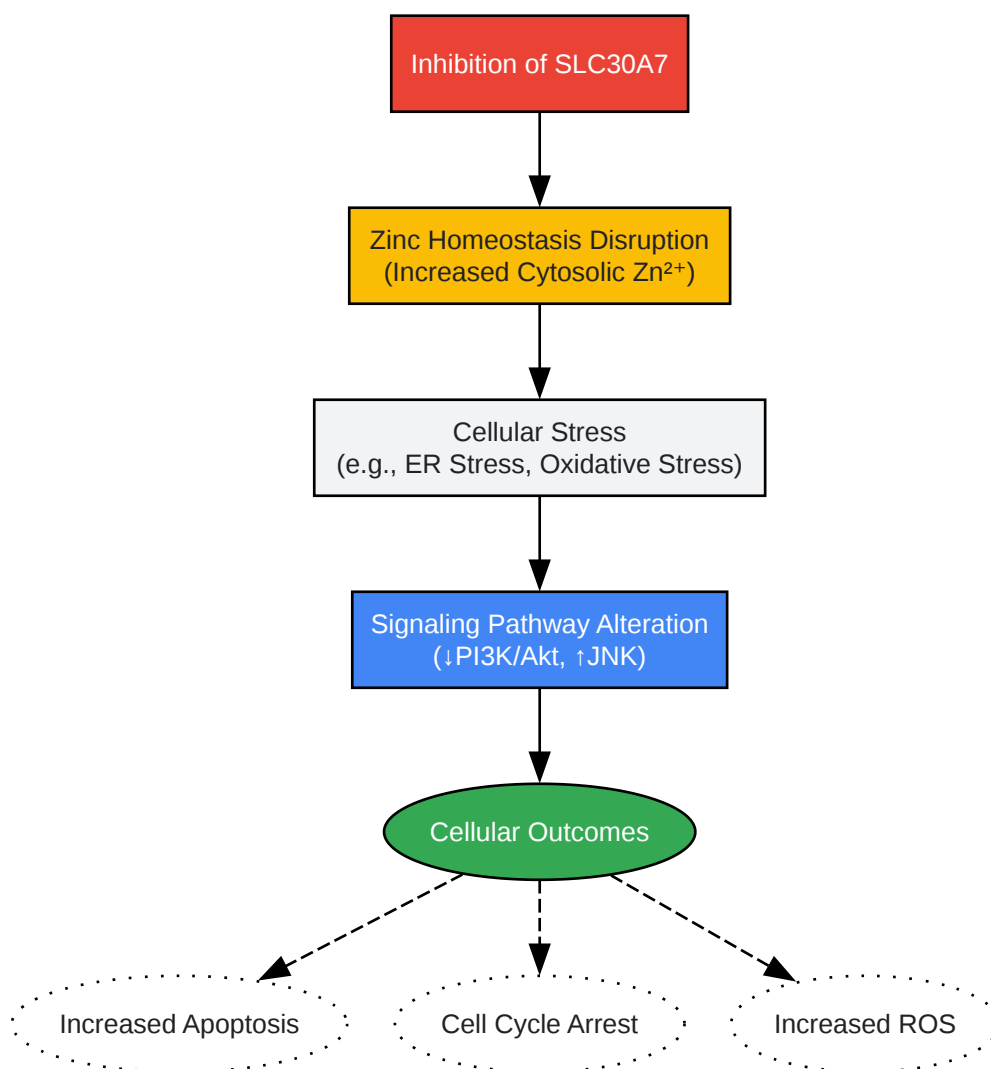 Inhibition of SLC30A7
Zinc Homeostasis Disruption
(Increased Cytosolic Zn²⁺)
Cellular Stress
(e.g., ER Stress, Oxidative Stress)
Signaling Pathway Alteration
(↓PI3K/Akt, ↑JNK)
Cellular Outcomes
Increased Apoptosis
Cell Cycle Arrest
Increased ROS